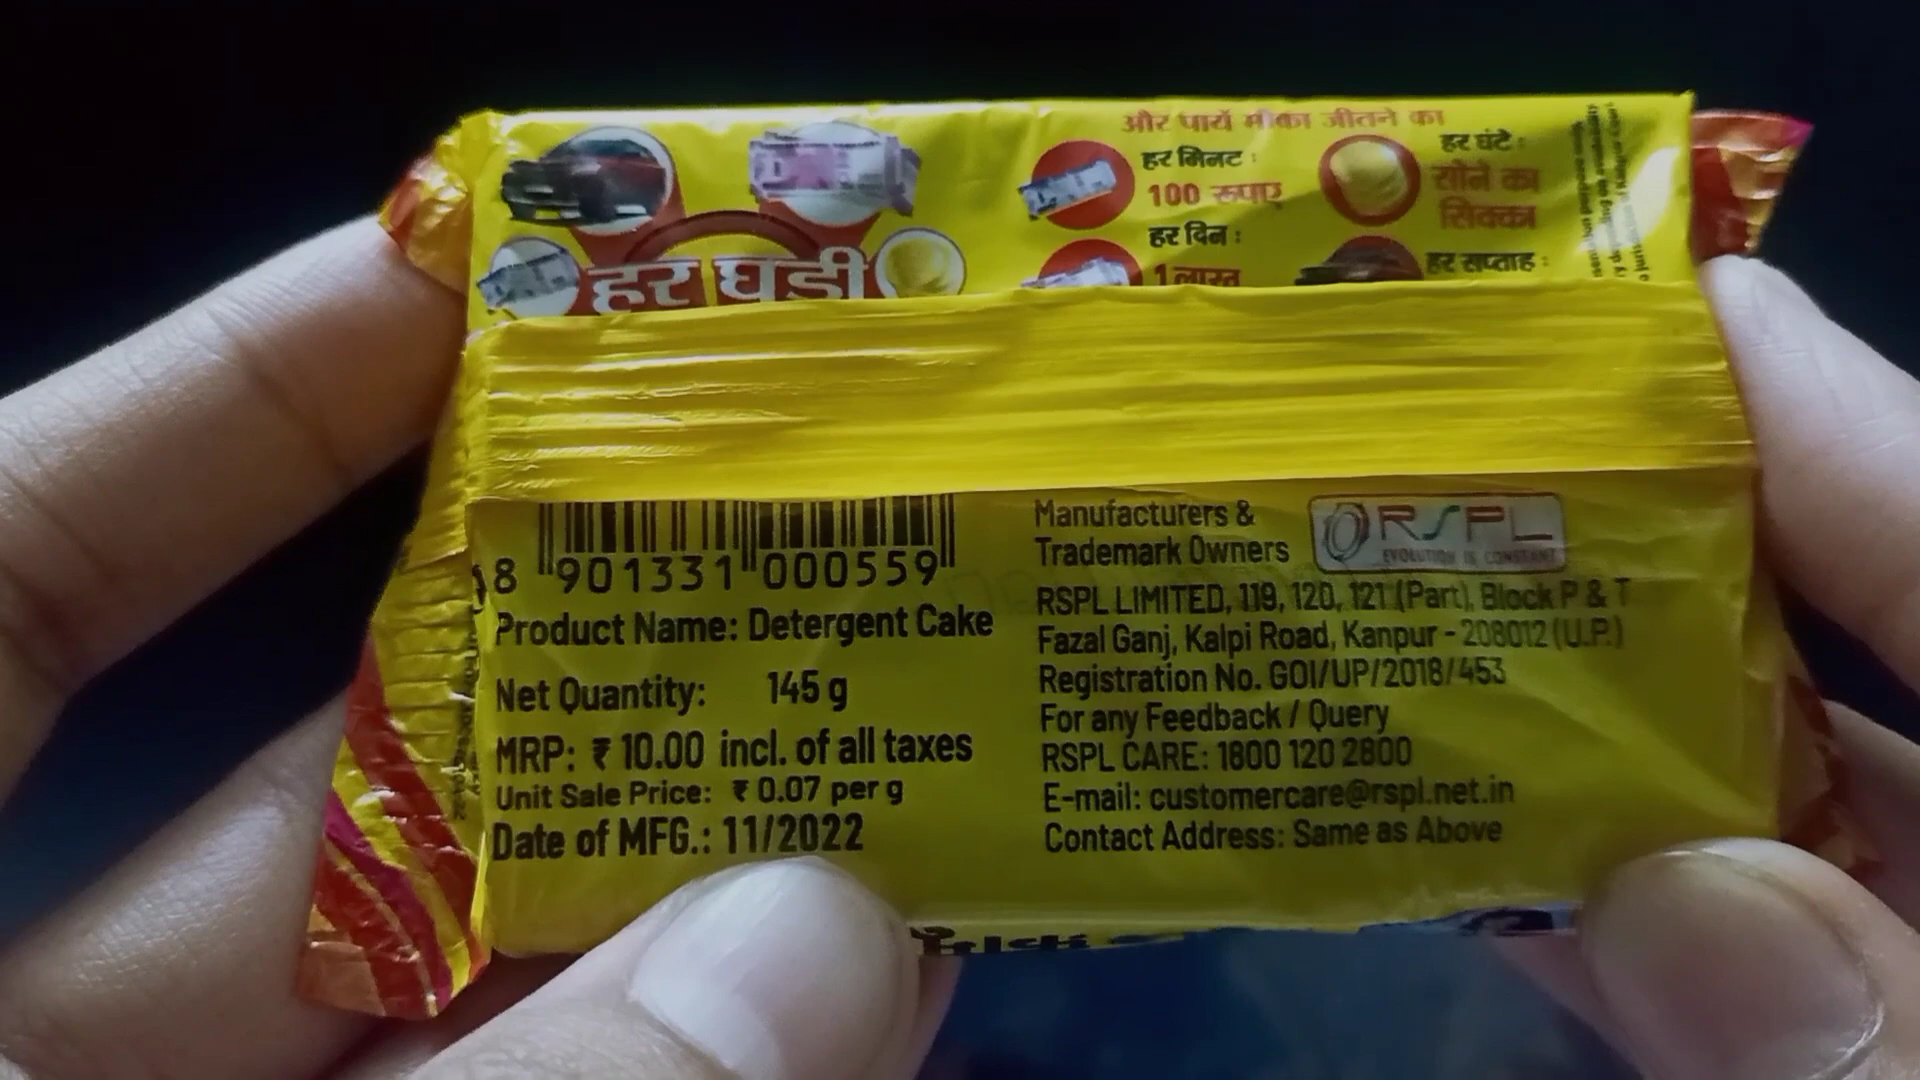 और पायें मौका जीतने का
हर मिनट :
100 रूपए
हर घंटे :
सोने का
सिक्का
हर दिन :
1 लाख
हर सप्ताह :
हर घड़ी
8 901331 000559
Product Name: Detergent Cake
Net Quantity: 145 g
MRP: ₹ 10.00 incl. of all taxes
Unit Sale Price: ₹ 0.07 per g
Date of MFG.: 11/2022
Manufacturers &
Trademark Owners
RSPL
EVOLUTION IS CONSTANT
RSPL LIMITED, 119, 120, 121 (Part), Block P & T
Fazal Ganj, Kalpi Road, Kanpur - 208012 (U.P.)
Registration No. GOI/UP/2018/453
For any Feedback / Query
RSPL CARE: 1800 120 2800
E-mail: customercare@rspl.net.in
Contact Address: Same as Above